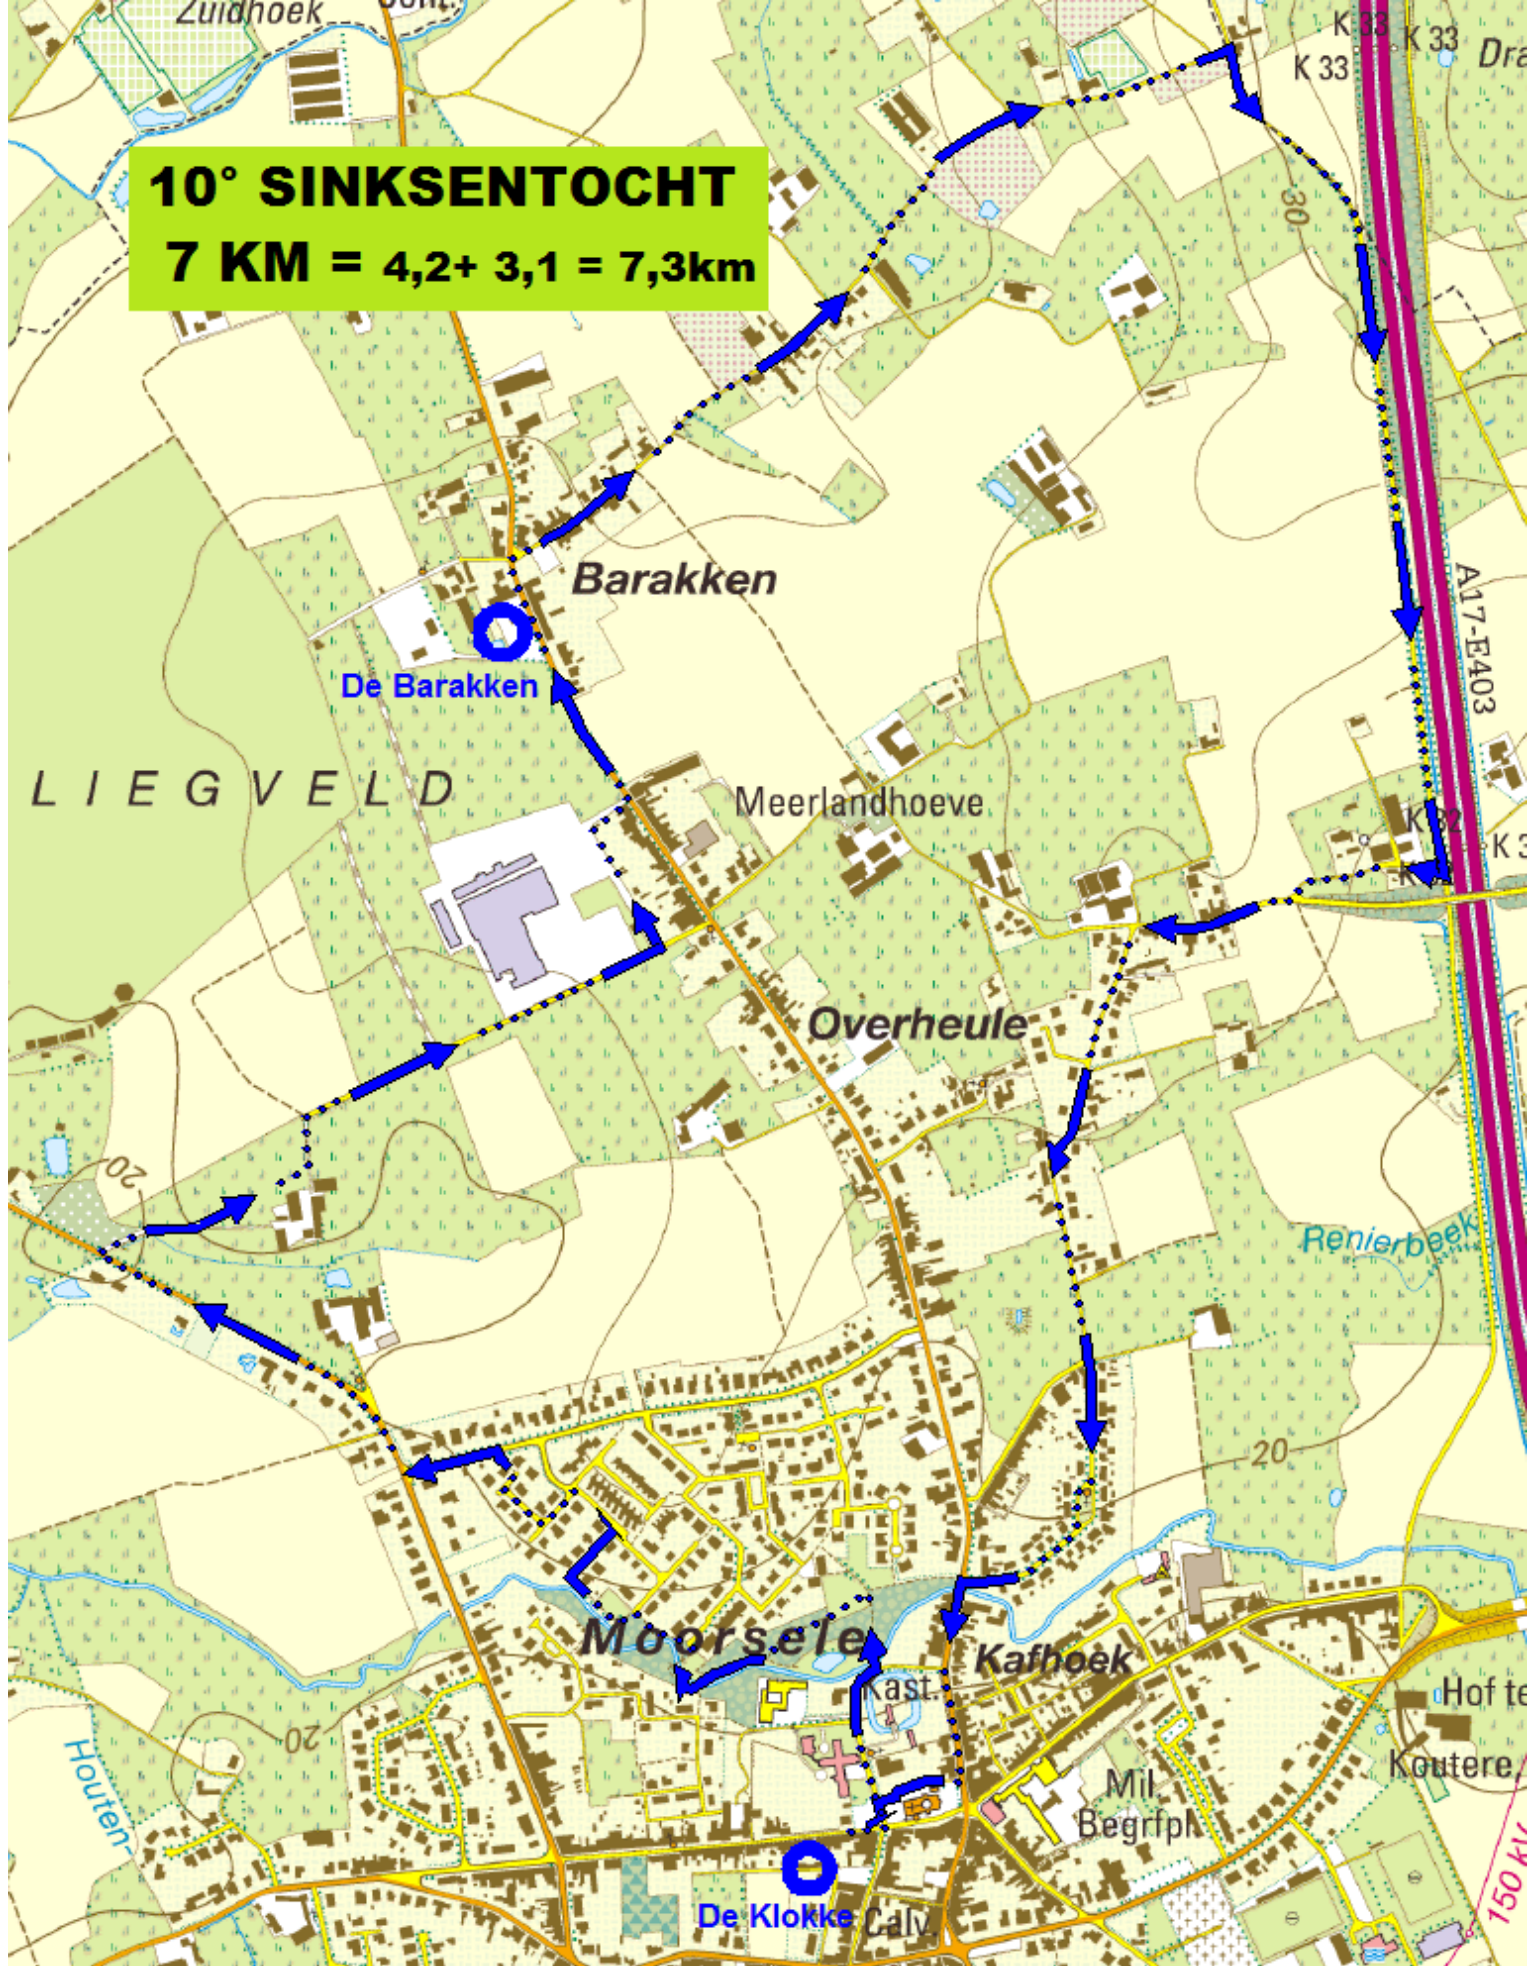 Zuidhoek
K 33
K 33
K 33
10° SINKSENTOCHT
7 KM = 4,2+ 3,1 = 7,3km
30
Barakken
A17-E403
De Barakken
LIEGVELD
Meerlandhoeve
Overheule
20
Renierbeek
20
Moorsele
Kafhoek
Kast.
Hof te
20
Houten
Koutere.
Mil.
Begrfpl.
150 kV
De Klokke
Calv.